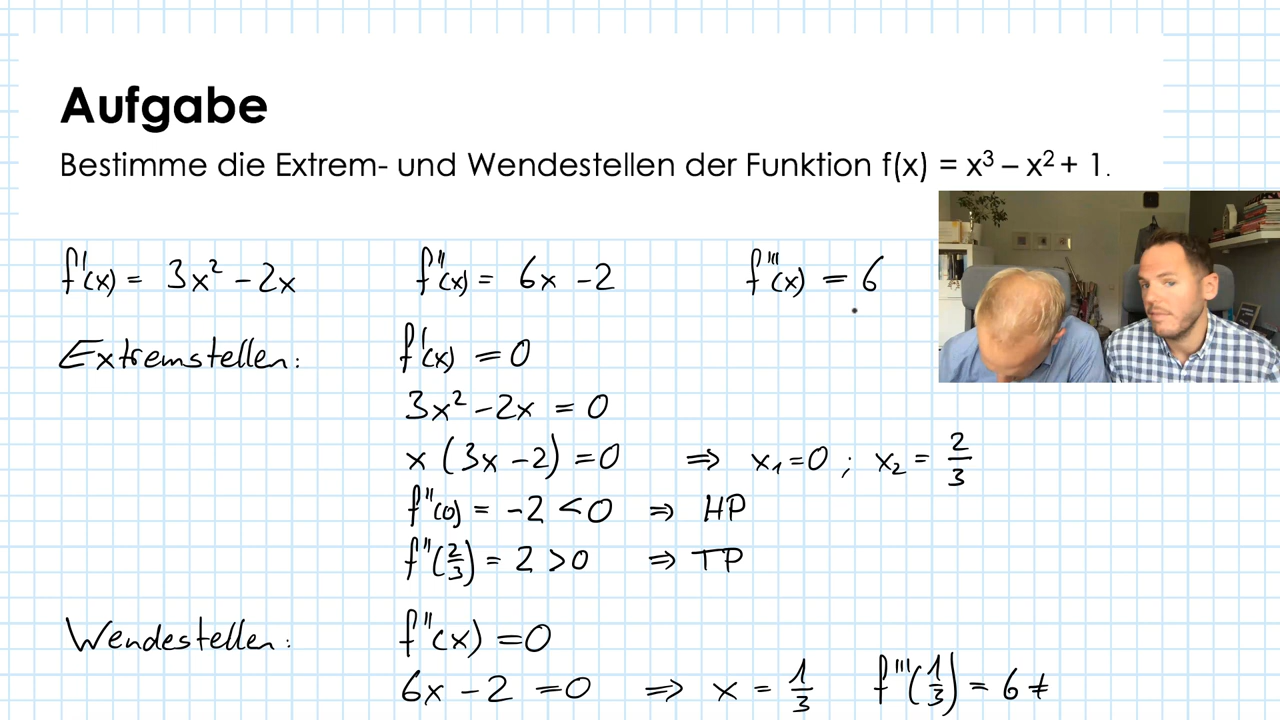 Aufgabe
Bestimme die Extrem- und Wendestellen der Funktion f(x) = x³ – x² + 1.
f'(x) = 3x² - 2x f''(x) = 6x - 2 f'''(x) = 6
Extremstellen: f'(x) = 0
3x² - 2x = 0
x (3x - 2) = 0 ⇒ x₁ = 0 ; x₂ = 2/3
f''(0) = -2 < 0 ⇒ HP
f''(2/3) = 2 > 0 ⇒ TP
Wendestellen: f''(x) = 0
6x - 2 = 0 ⇒ x = 1/3 f'''(1/3) = 6 ≠